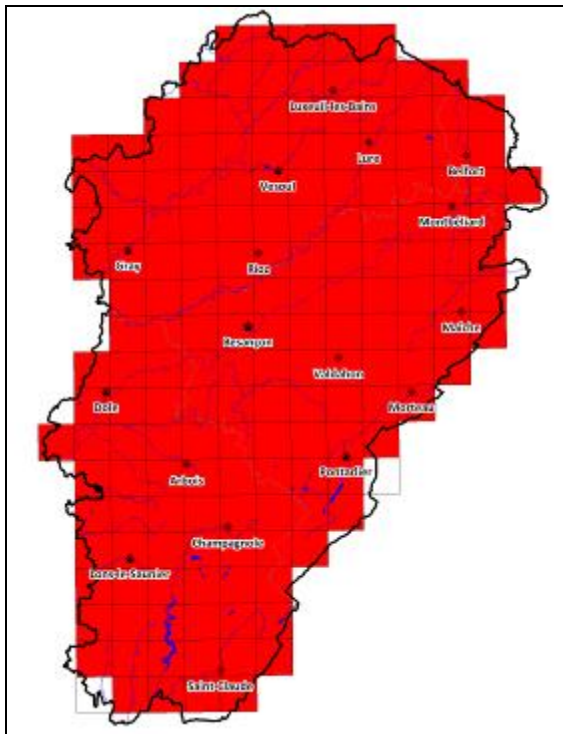 Luxeuil-les-Bains
Lure
Belfort
Vesoul
Montbéliard
Gray
Rioz
Maîche
Besançon
Valdahon
Dole
Morteau
Pontarlier
Arbois
Champagnole
Lons-le-Saunier
Saint-Claude